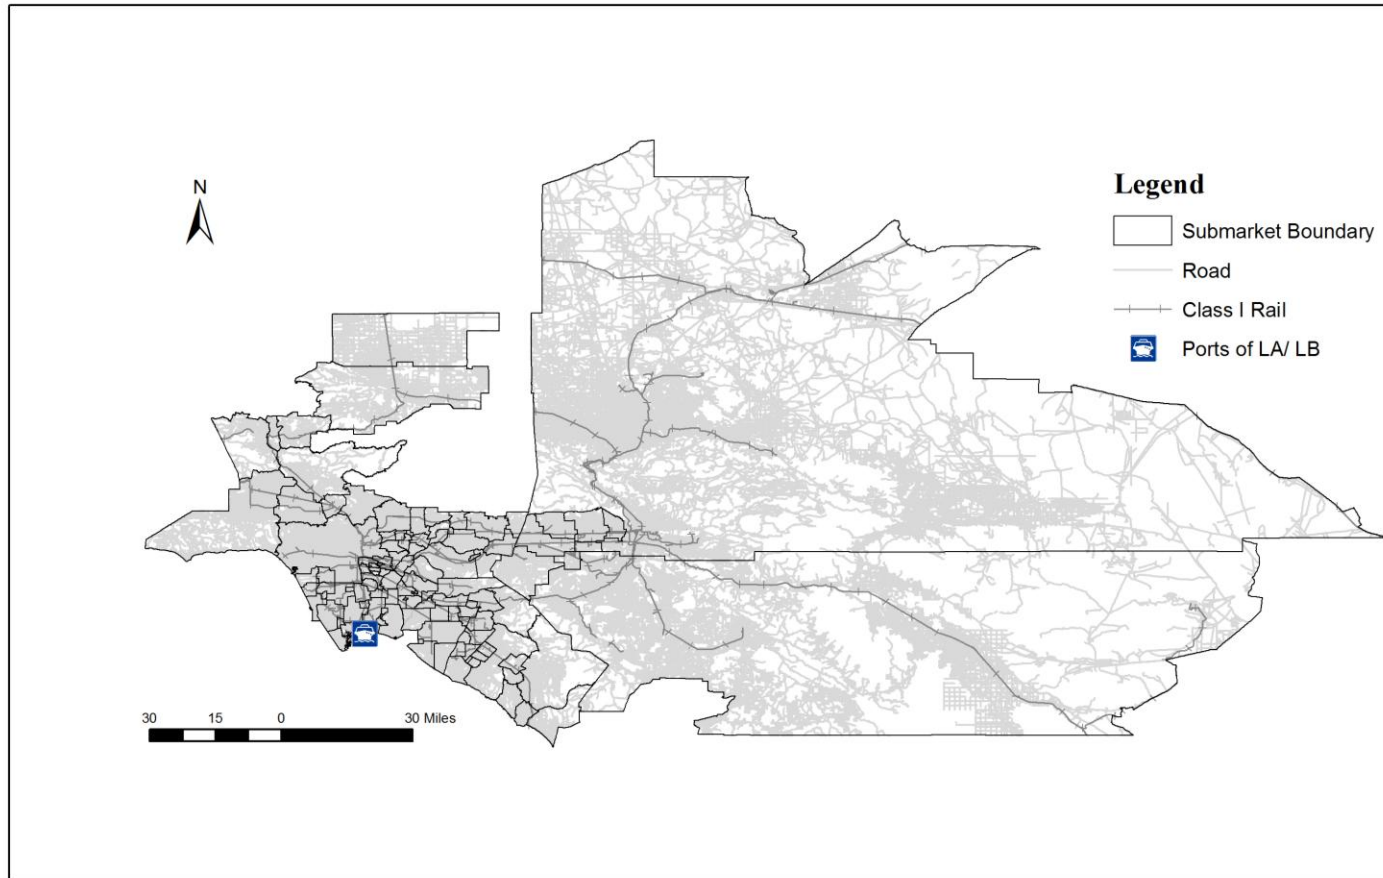 N
Legend
Submarket Boundary
Road
Class I Rail
Ports of LA/ LB
30 15 0 30 Miles